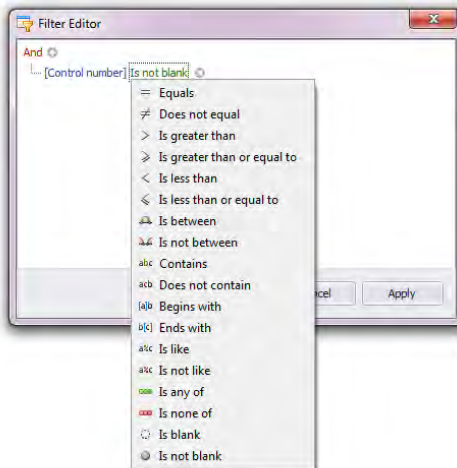 Filter Editor
And
[Control number] Is not blank
= Equals
≠ Does not equal
> Is greater than
⩾ Is greater than or equal to
< Is less than
⩽ Is less than or equal to
Is between
Is not between
abc Contains
acb Does not contain
[a]b Begins with
b[c] Ends with
a%c Is like
a%c Is not like
Is any of
Is none of
Is blank
Is not blank
cel Apply